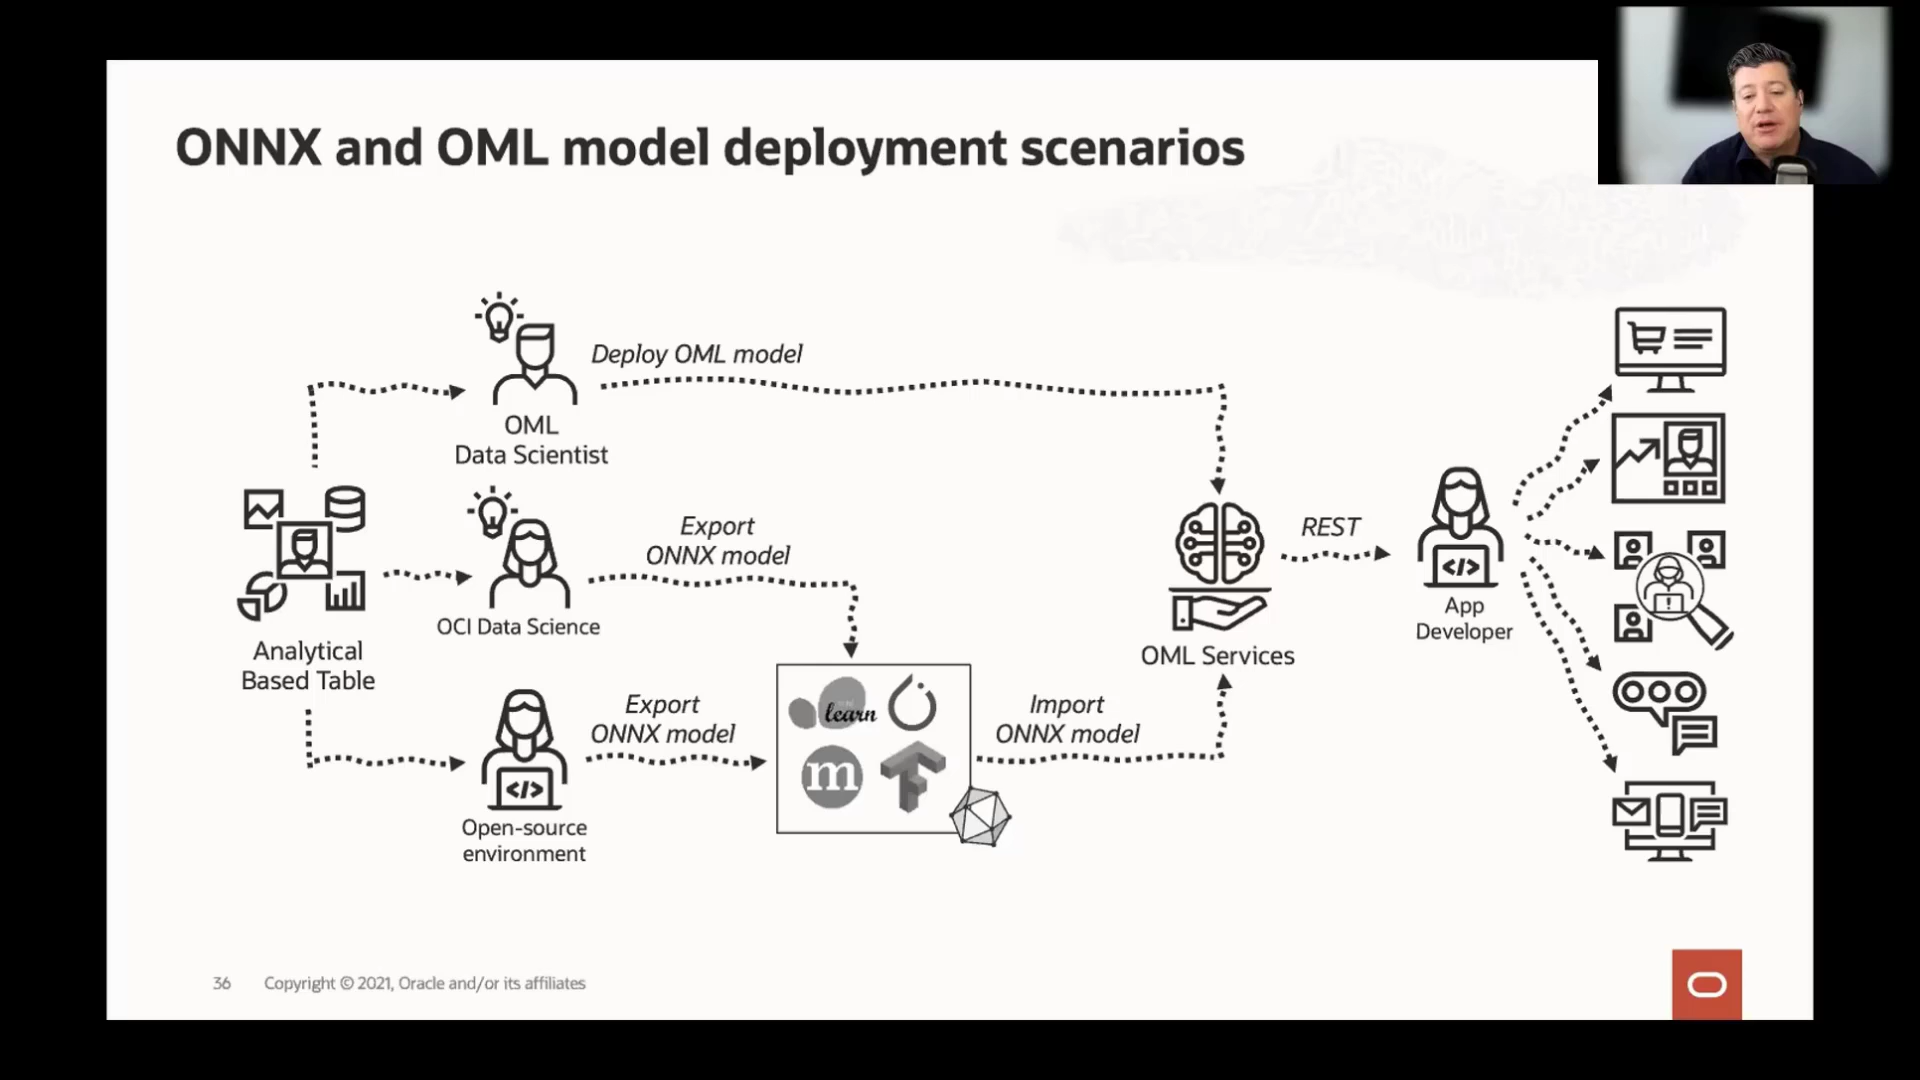 ONNX and OML model deployment scenarios
Deploy OML model
OML
Data Scientist
Export
ONNX model
OCI Data Science
Analytical
Based Table
Export
ONNX model
Open-source
environment
learn
m
Import
ONNX model
OML Services
REST
</>
App
Developer
</>
36 Copyright © 2021, Oracle and/or its affiliates